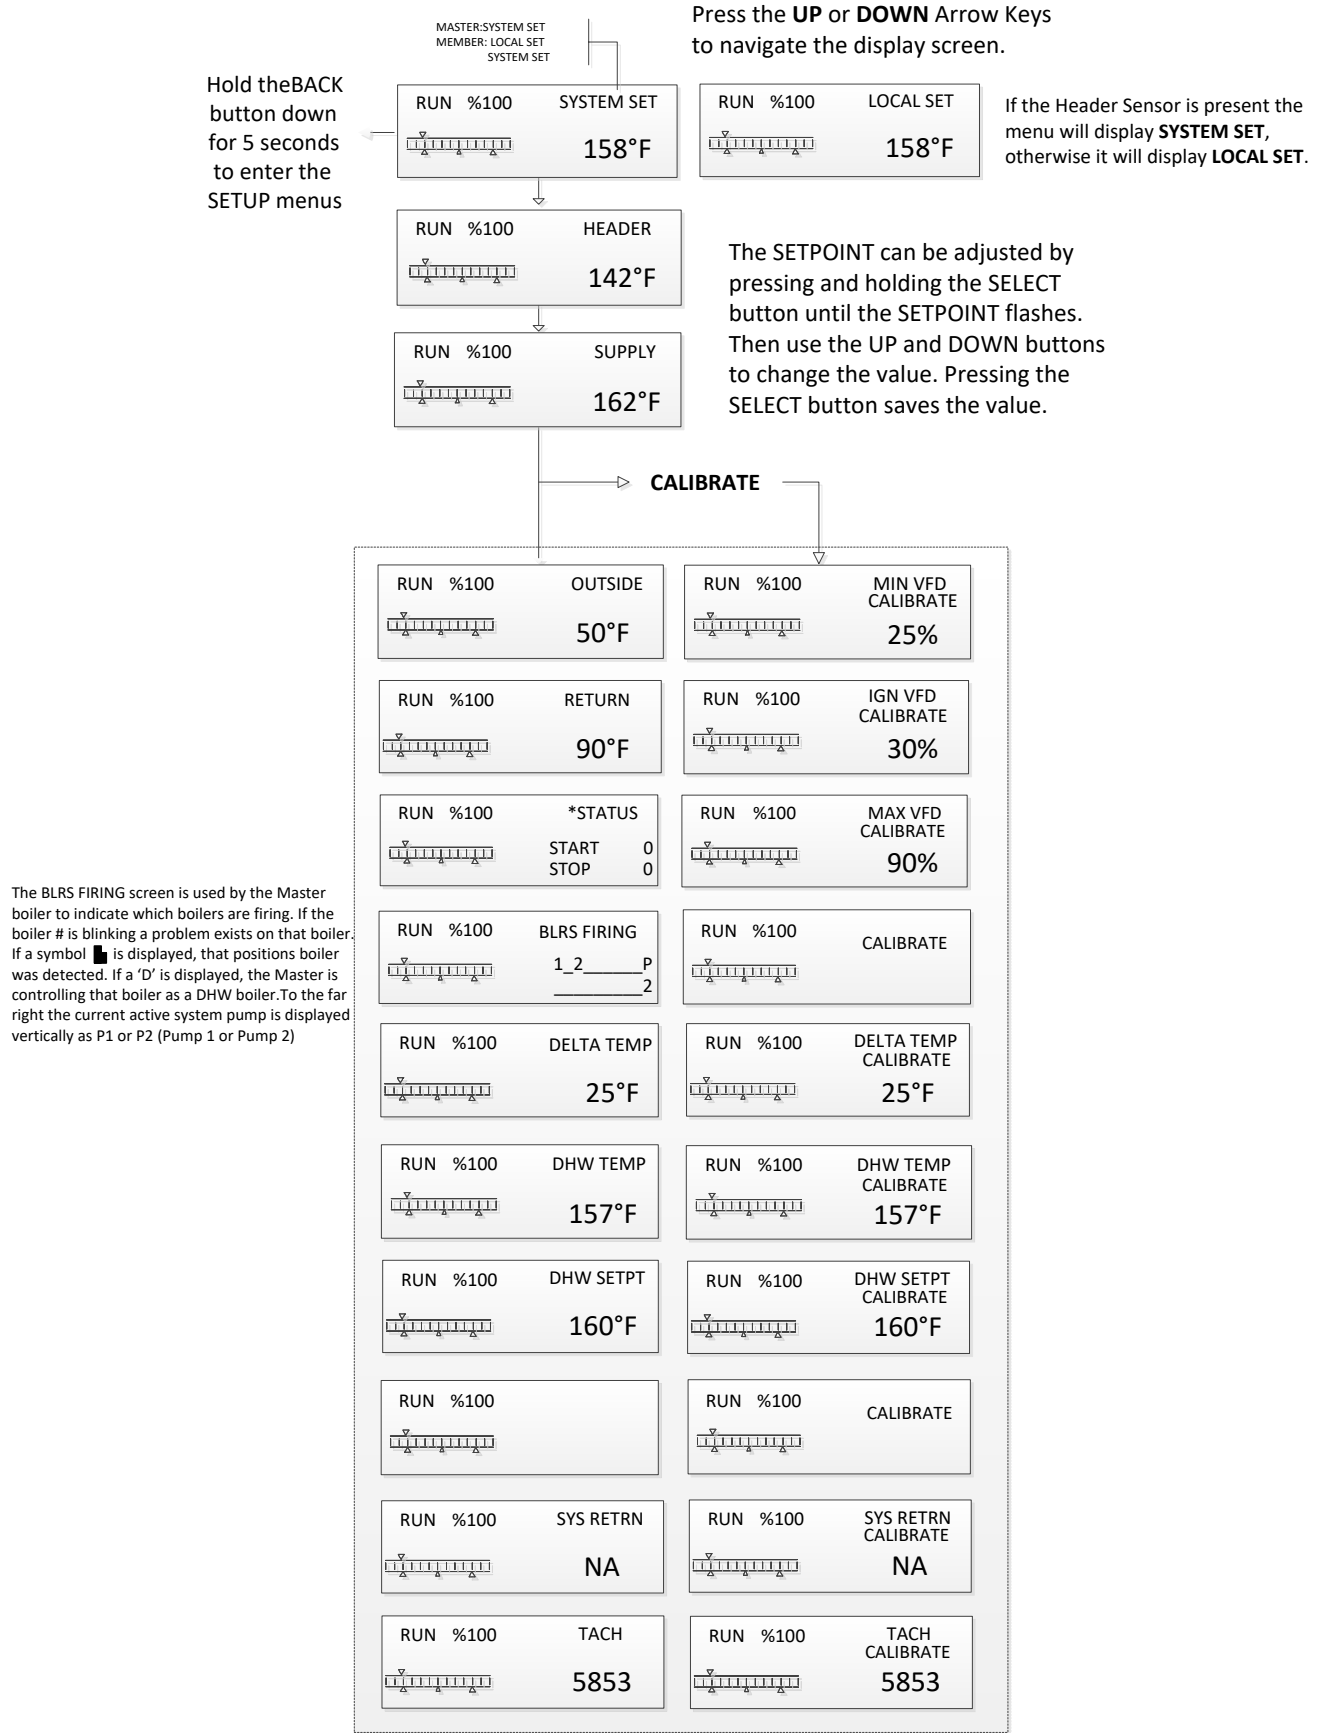 MASTER:SYSTEM SET
MEMBER: LOCAL SET
SYSTEM SET
Press the UP or DOWN Arrow Keys
to navigate the display screen.
Hold theBACK
button down
for 5 seconds
to enter the
SETUP menus
RUN %100 SYSTEM SET
158°F
RUN %100 LOCAL SET
158°F
If the Header Sensor is present the
menu will display SYSTEM SET,
otherwise it will display LOCAL SET.
RUN %100 HEADER
142°F
RUN %100 SUPPLY
162°F
The SETPOINT can be adjusted by
pressing and holding the SELECT
button until the SETPOINT flashes.
Then use the UP and DOWN buttons
to change the value. Pressing the
SELECT button saves the value.
CALIBRATE
RUN %100 OUTSIDE
50°F
RUN %100 MIN VFD
CALIBRATE
25%
RUN %100 RETURN
90°F
RUN %100 IGN VFD
CALIBRATE
30%
RUN %100 *STATUS
START 0
STOP 0
RUN %100 MAX VFD
CALIBRATE
90%
The BLRS FIRING screen is used by the Master
boiler to indicate which boilers are firing. If the
boiler # is blinking a problem exists on that boiler.
If a symbol is displayed, that positions boiler
was detected. If a ‘D’ is displayed, the Master is
controlling that boiler as a DHW boiler.To the far
right the current active system pump is displayed
vertically as P1 or P2 (Pump 1 or Pump 2)
RUN %100 BLRS FIRING
1_2______P
_________2
RUN %100 CALIBRATE
RUN %100 DELTA TEMP
25°F
RUN %100 DELTA TEMP
CALIBRATE
25°F
RUN %100 DHW TEMP
157°F
RUN %100 DHW TEMP
CALIBRATE
157°F
RUN %100 DHW SETPT
160°F
RUN %100 DHW SETPT
CALIBRATE
160°F
RUN %100
RUN %100 CALIBRATE
RUN %100 SYS RETRN
NA
RUN %100 SYS RETRN
CALIBRATE
NA
RUN %100 TACH
5853
RUN %100 TACH
CALIBRATE
5853